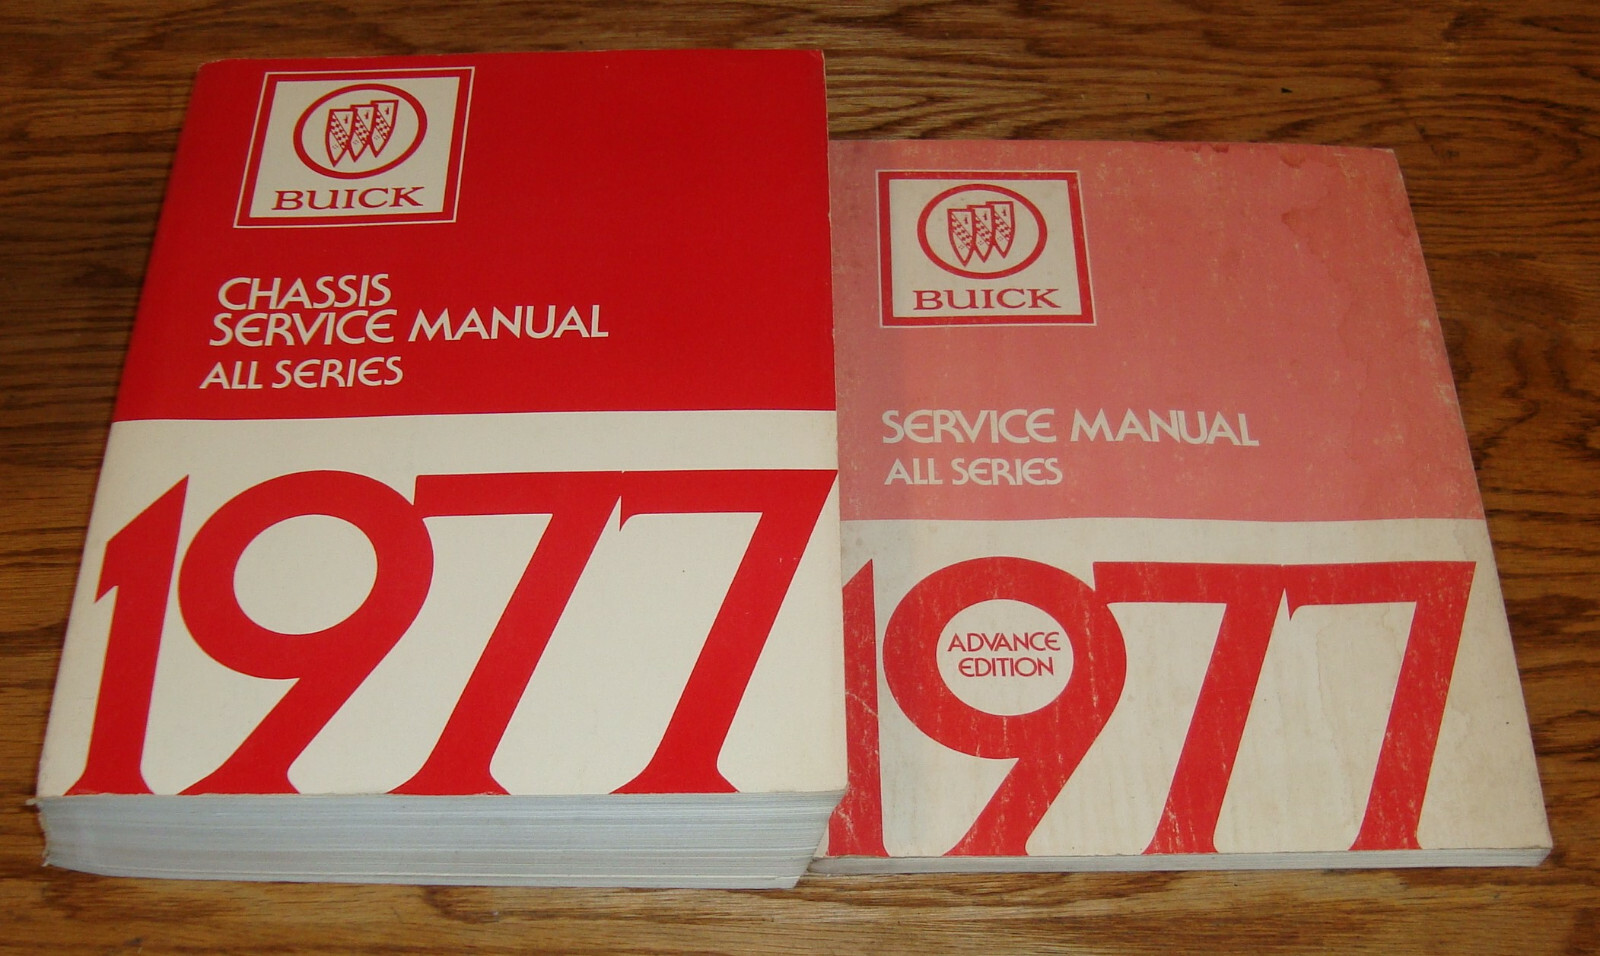 BUICK
CHASSIS
SERVICE MANUAL
ALL SERIES
1977
BUICK
SERVICE MANUAL
ALL SERIES
1977
ADVANCE
EDITION